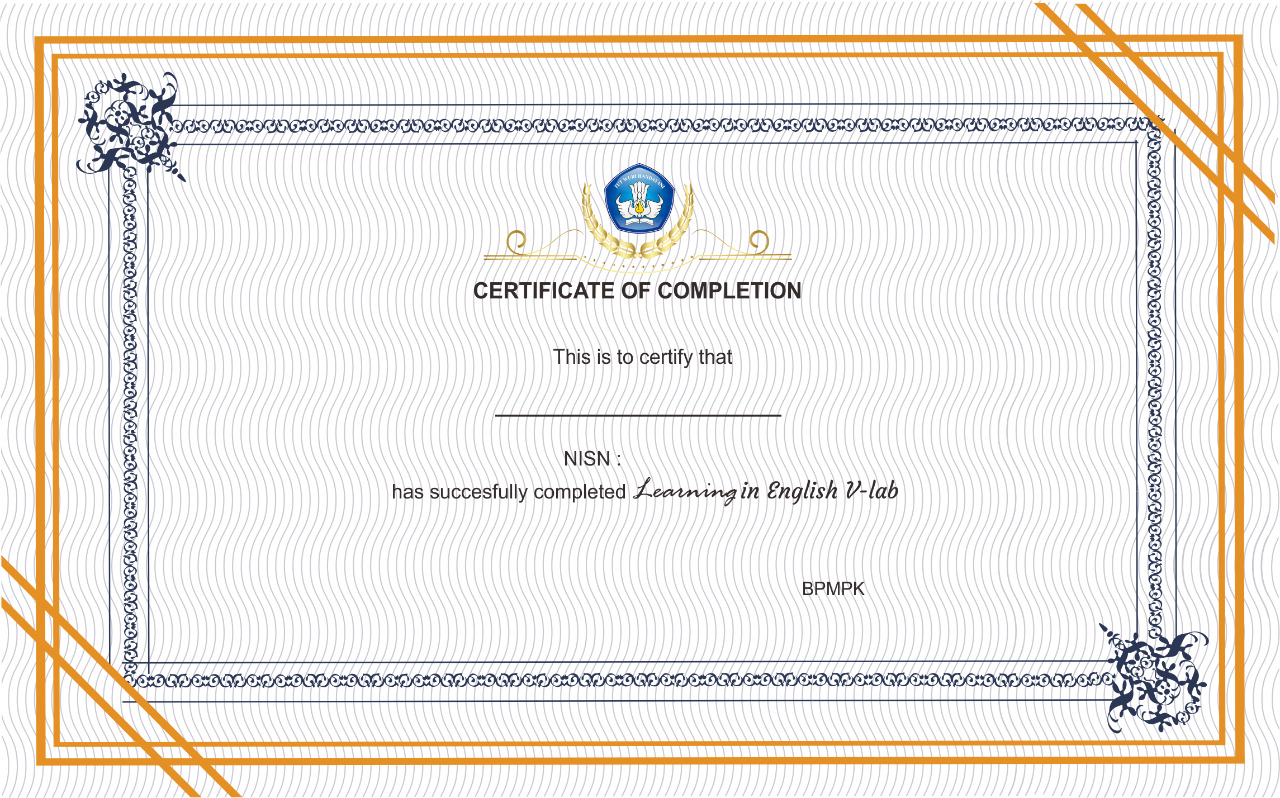 TUT WURI HANDAYANI
CERTIFICATE OF COMPLETION
This is to certify that
NISN :
has succesfully completed Learning in English V-lab
BPMPK